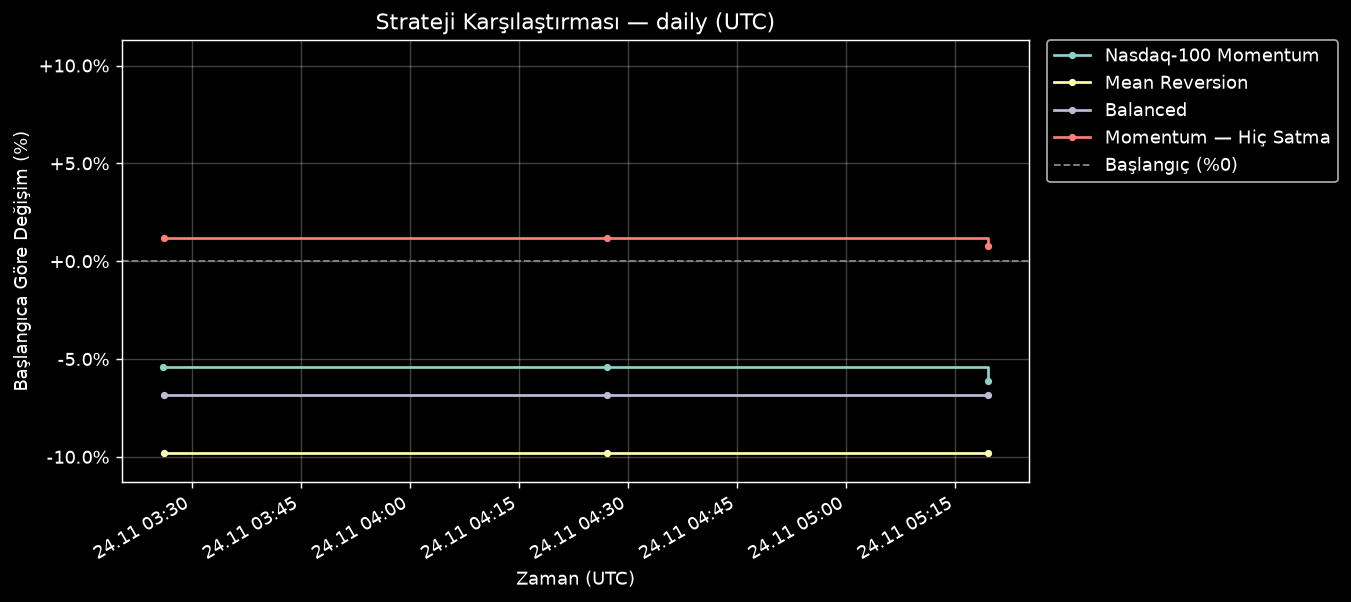 Strateji Karşılaştırması — daily (UTC)
Nasdaq-100 Momentum
Mean Reversion
Balanced
Momentum — Hiç Satma
Başlangıç (%0)
Başlangıca Göre Değişim (%)
+10.0%
+5.0%
+0.0%
-5.0%
-10.0%
24.11 03:30
24.11 03:45
24.11 04:00
24.11 04:15
24.11 04:30
24.11 04:45
24.11 05:00
24.11 05:15
Zaman (UTC)